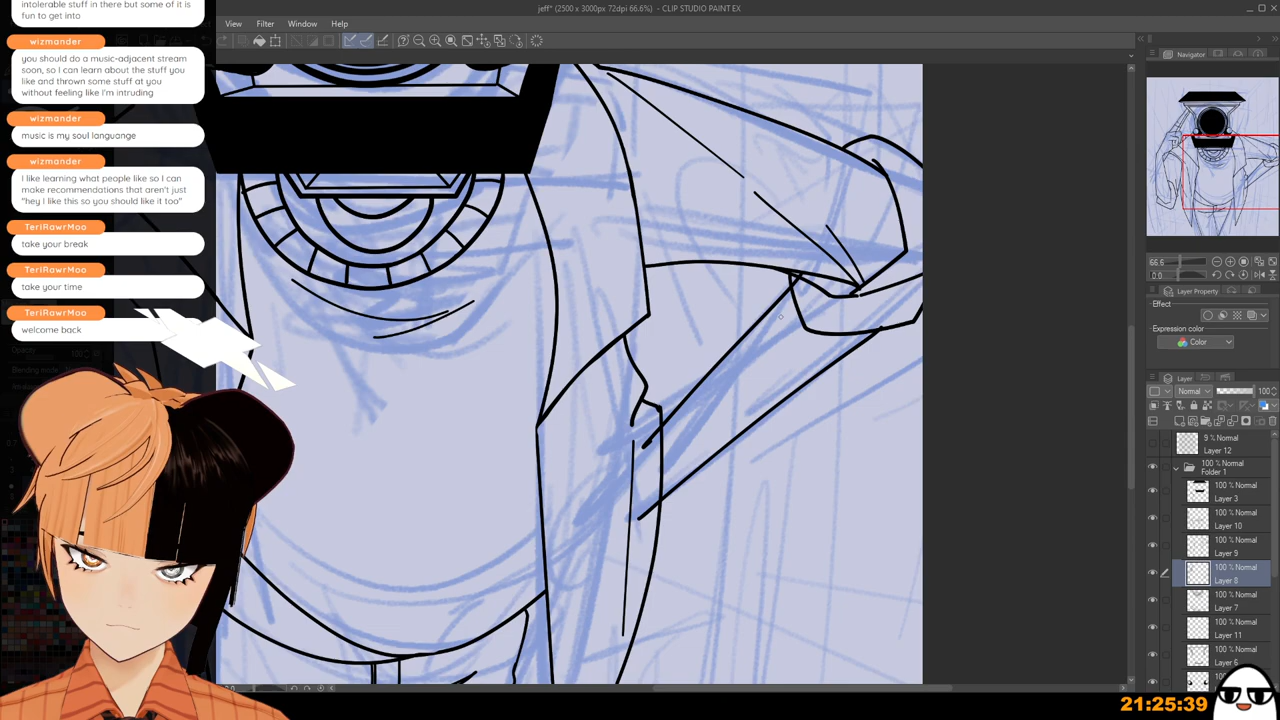 intolerable stuff in there but some of it is
fun to get into
wizmander
you should do a music-adjacent stream
soon, so I can learn about the stuff you
like and thrown some stuff at you
without feeling like I'm intruding
wizmander
music is my soul languange
wizmander
I like learning what people like so I can
make recommendations that aren't just
"hey I like this so you should like it too"
TeriRawrMoo
take your break
TeriRawrMoo
take your time
TeriRawrMoo
welcome back
jeff* (2500 x 3000px 72dpi 66.6%) - CLIP STUDIO PAINT EX
View Filter Window Help
Navigator
66.6
0.0
Layer Property
Effect
Expression color
Color
Layer
Normal 100
9 % Normal
Layer 12
100 % Normal
Folder 1
100 % Normal
Layer 3
100 % Normal
Layer 10
100 % Normal
Layer 9
100 % Normal
Layer 8
100 % Normal
Layer 7
100 % Normal
Layer 11
100 % Normal
Layer 6
100 % Normal
21:25:39